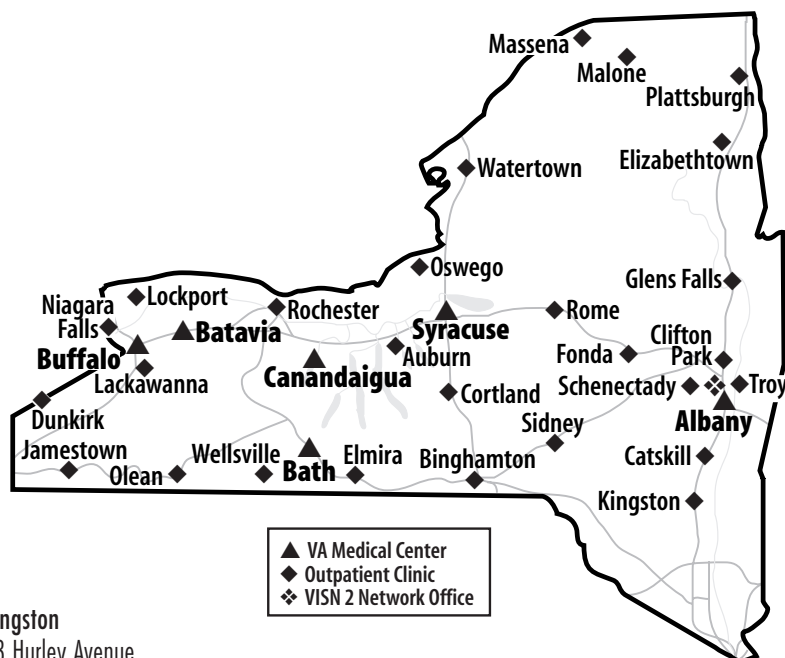 Massena
Malone
Plattsburgh
Elizabethtown
Watertown
Oswego
Glens Falls
Lockport
Niagara
Falls
Rochester
Rome
Batavia
Syracuse
Clifton
Park
Buffalo
Auburn
Fonda
Lackawanna
Canandaigua
Cortland
Schenectady
Troy
Dunkirk
Sidney
Albany
Jamestown
Olean
Wellsville
Bath
Elmira
Binghamton
Catskill
Kingston
VA Medical Center
Outpatient Clinic
VISN 2 Network Office
Hurley Avenue